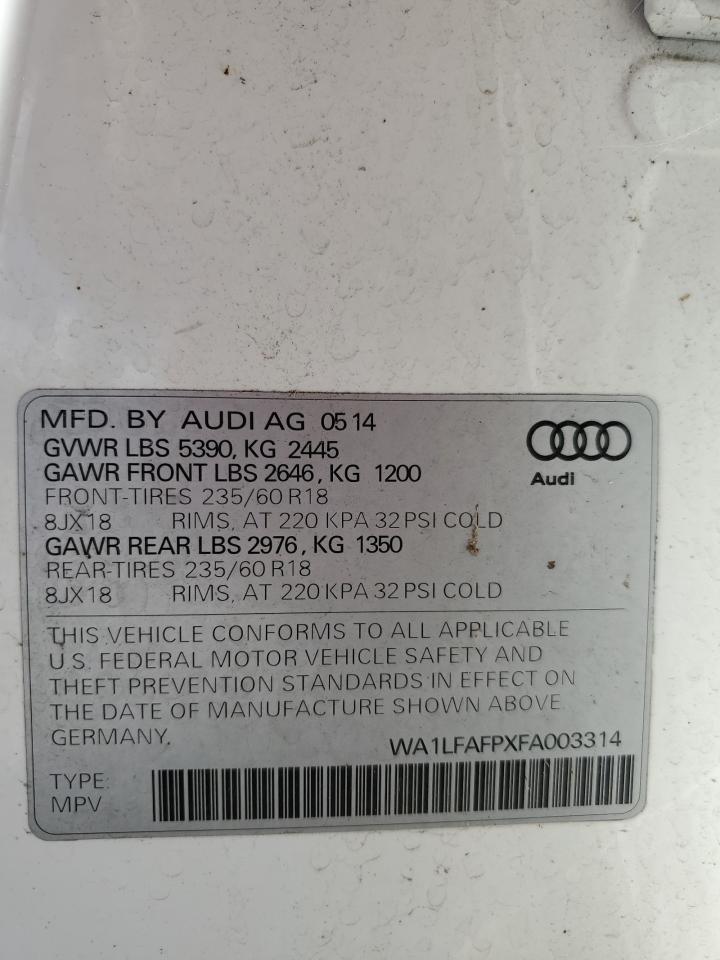 MFD. BY AUDI AG 05 14
GVWR LBS 5390, KG 2445
GAWR FRONT LBS 2646, KG 1200
FRONT-TIRES 235/60 R18
8JX18 RIMS, AT 220 KPA 32 PSI COLD
GAWR REAR LBS 2976, KG 1350
REAR-TIRES 235/60 R18
8JX18 RIMS, AT 220 KPA 32 PSI COLD
Audi
THIS VEHICLE CONFORMS TO ALL APPLICABLE
U.S. FEDERAL MOTOR VEHICLE SAFETY AND
THEFT PREVENTION STANDARDS IN EFFECT ON
THE DATE OF MANUFACTURE SHOWN ABOVE
GERMANY.
WA1LFAFPXFA003314
TYPE:
MPV